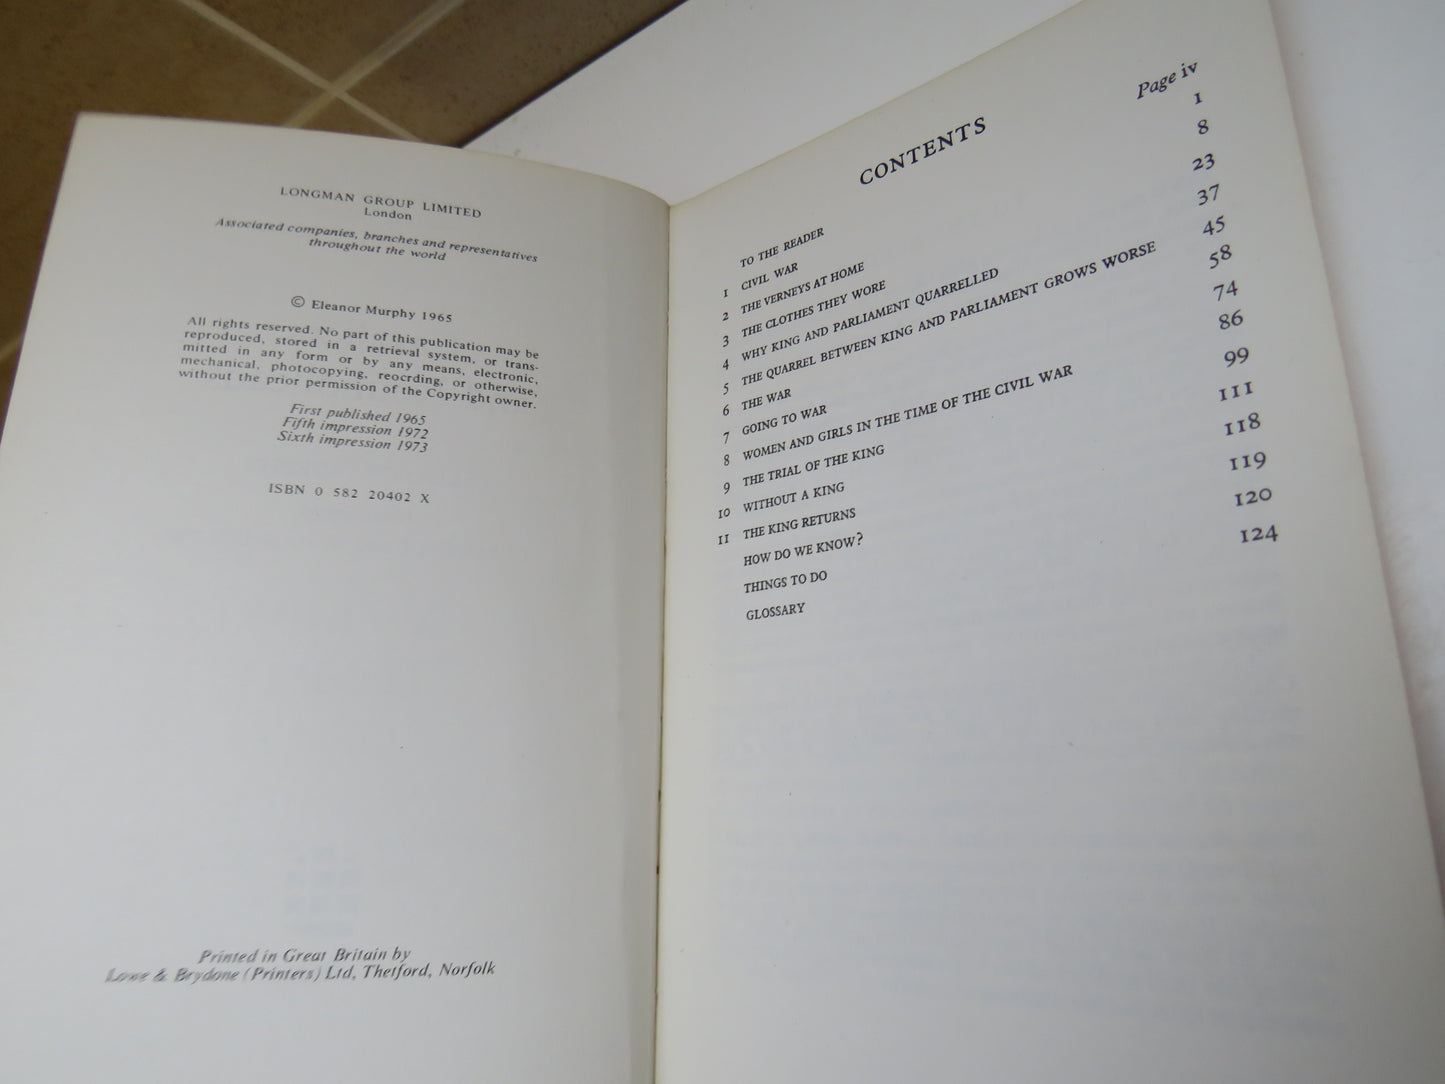 LONGMAN GROUP LIMITED
London
Associated companies, branches and representatives
throughout the world
© Eleanor Murphy 1965
All rights reserved. No part of this publication may be
reproduced, stored in a retrieval system, or trans-
mitted in any form or by any means, electronic,
mechanical, photocopying, reocrding, or otherwise,
without the prior permission of the Copyright owner.
First published 1965
Fifth impression 1972
Sixth impression 1973
ISBN 0 582 20402 X
Printed in Great Britain by
Lowe & Brydone (Printers) Ltd, Thetford, Norfolk
CONTENTS
TO THE READER Page iv
1 CIVIL WAR 1
2 THE VERNEYS AT HOME 8
3 THE CLOTHES THEY WORE 23
4 WHY KING AND PARLIAMENT QUARRELLED 37
5 THE QUARREL BETWEEN KING AND PARLIAMENT GROWS WORSE 45
6 THE WAR 58
7 GOING TO WAR 74
8 WOMEN AND GIRLS IN THE TIME OF THE CIVIL WAR 86
9 THE TRIAL OF THE KING 99
10 WITHOUT A KING 111
11 THE KING RETURNS 118
HOW DO WE KNOW? 119
THINGS TO DO 120
GLOSSARY 124